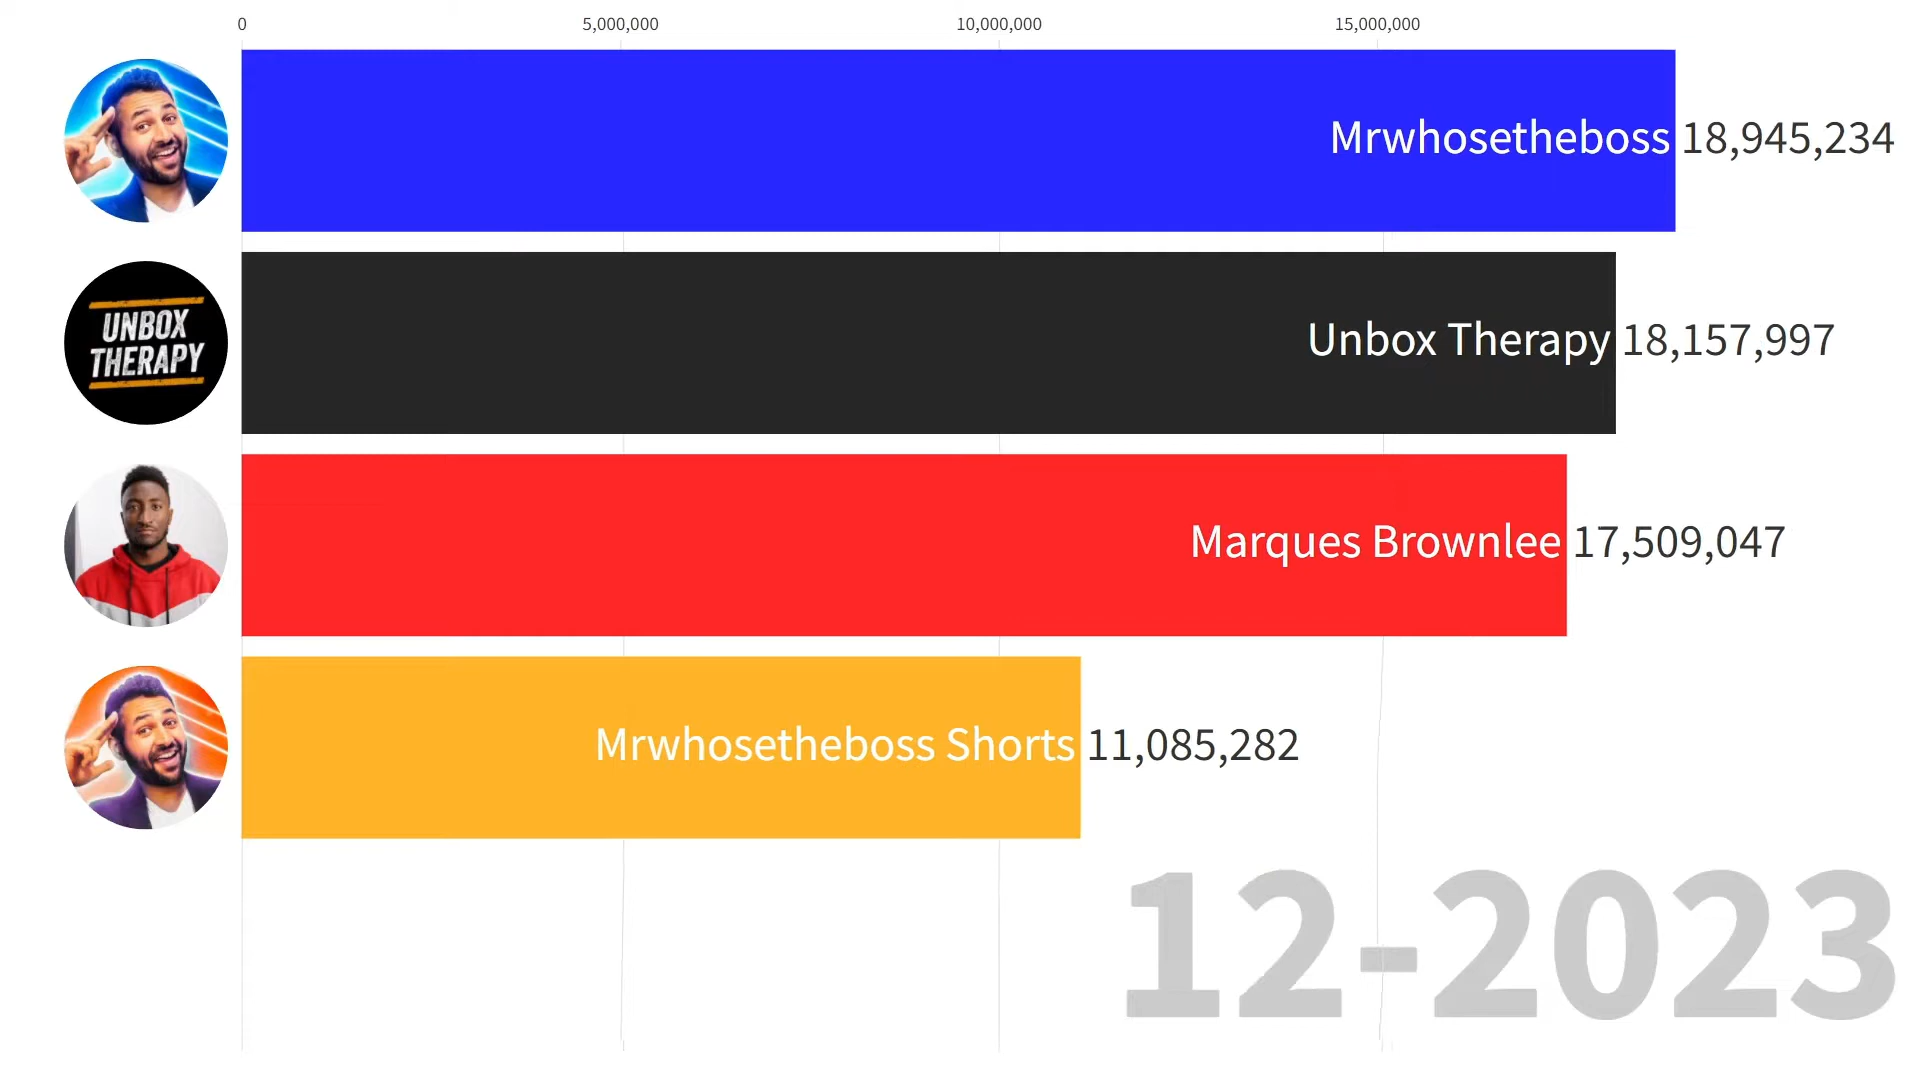 0 5,000,000 10,000,000 15,000,000
Mrwhosetheboss 18,945,234
UNBOX
THERAPY
Unbox Therapy 18,157,997
Marques Brownlee 17,509,047
Mrwhosetheboss Shorts 11,085,282
12-2023